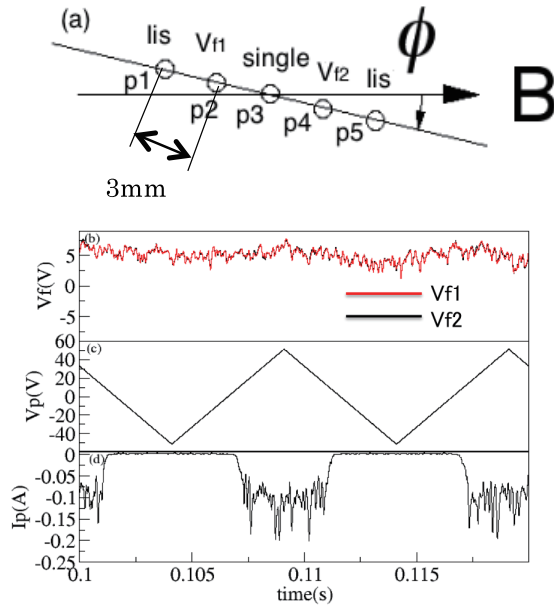 (a)
lis Vf1 single Vf2 lis
ϕ
B
p1 p2 p3 p4 p5
3mm
(b)
Vf(V)
5
0
-5
Vf1
Vf2
(c)
Vp(V)
60
40
20
0
-20
-40
(d)
Ip(A)
0
-0.05
-0.1
-0.15
-0.2
-0.25
0.1 0.105 0.11 0.115
time(s)